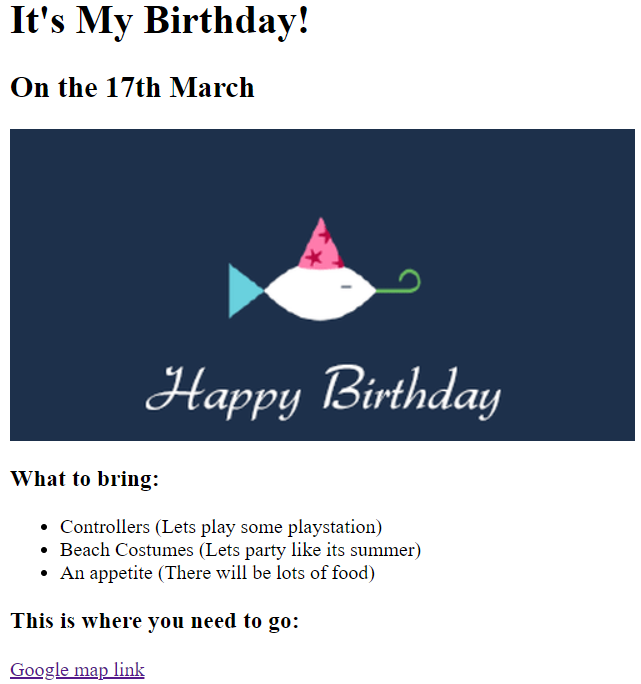 It's My Birthday!
On the 17th March
Happy Birthday
What to bring:
Controllers (Lets play some playstation)
Beach Costumes (Lets party like its summer)
An appetite (There will be lots of food)
This is where you need to go:
Google map link